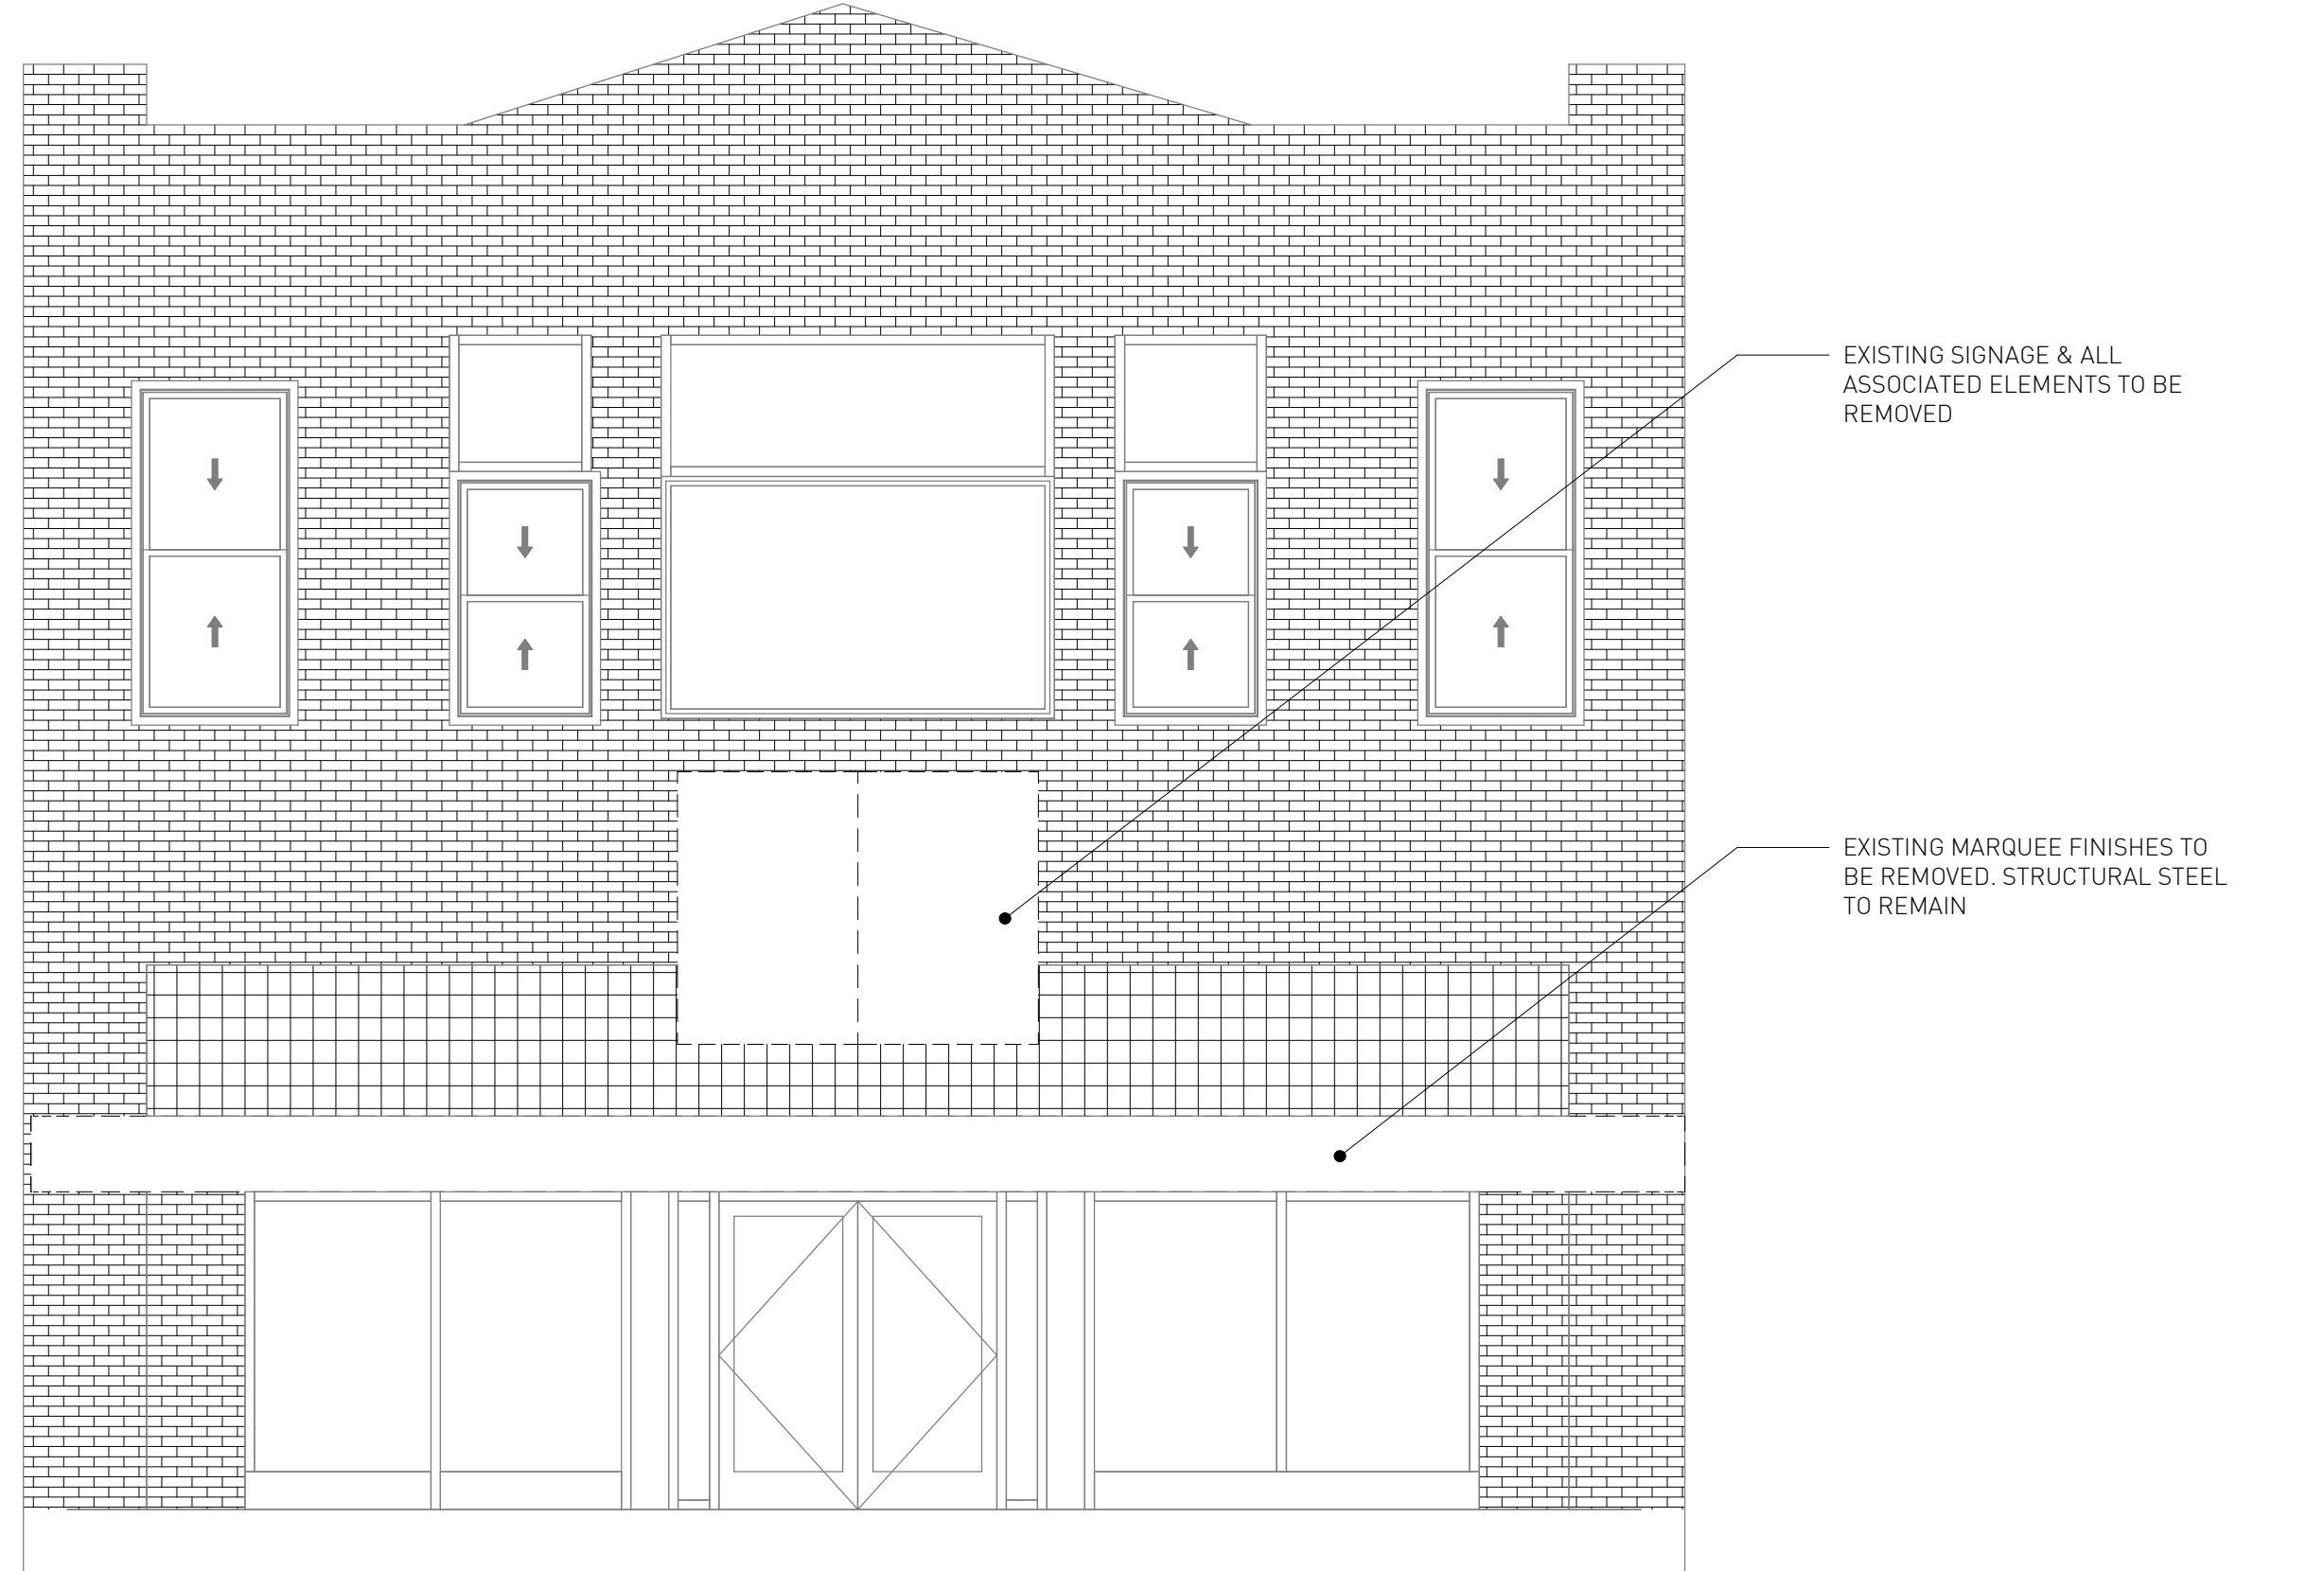 EXISTING SIGNAGE & ALL
ASSOCIATED ELEMENTS TO BE
REMOVED
EXISTING MARQUEE FINISHES TO
BE REMOVED. STRUCTURAL STEEL
TO REMAIN